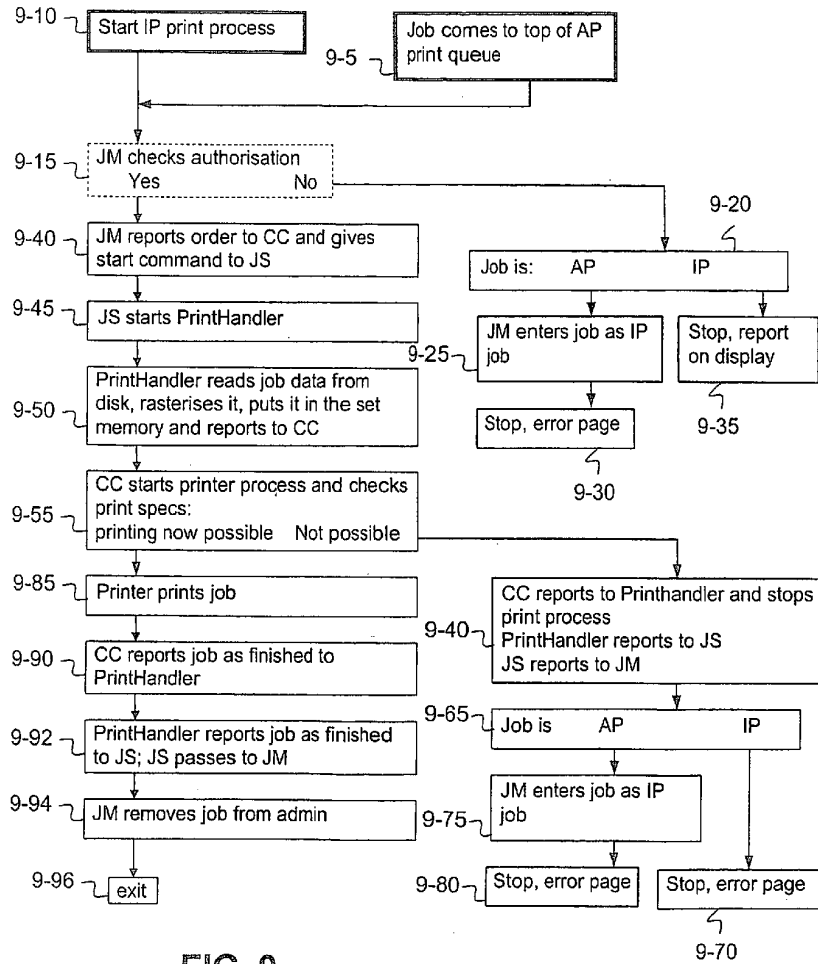 9-10
Start IP print process
Job comes to top of AP
print queue
9-5
9-15
JM checks authorisation
Yes No
9-40
JM reports order to CC and gives
start command to JS
9-20
Job is: AP IP
9-45
JS starts PrintHandler
9-25
JM enters job as IP
job
Stop, report
on display
9-35
9-50
PrintHandler reads job data from
disk, rasterises it, puts it in the set
memory and reports to CC
Stop, error page
9-30
9-55
CC starts printer process and checks
print specs:
printing now possible Not possible
9-85
Printer prints job
9-40
CC reports to Printhandler and stops
print process
PrintHandler reports to JS
JS reports to JM
9-90
CC reports job as finished to
PrintHandler
9-65
Job is AP IP
9-92
PrintHandler reports job as finished
to JS; JS passes to JM
9-75
JM enters job as IP
job
9-94
JM removes job from admin
9-96
exit
9-80
Stop, error page
Stop, error page
9-70